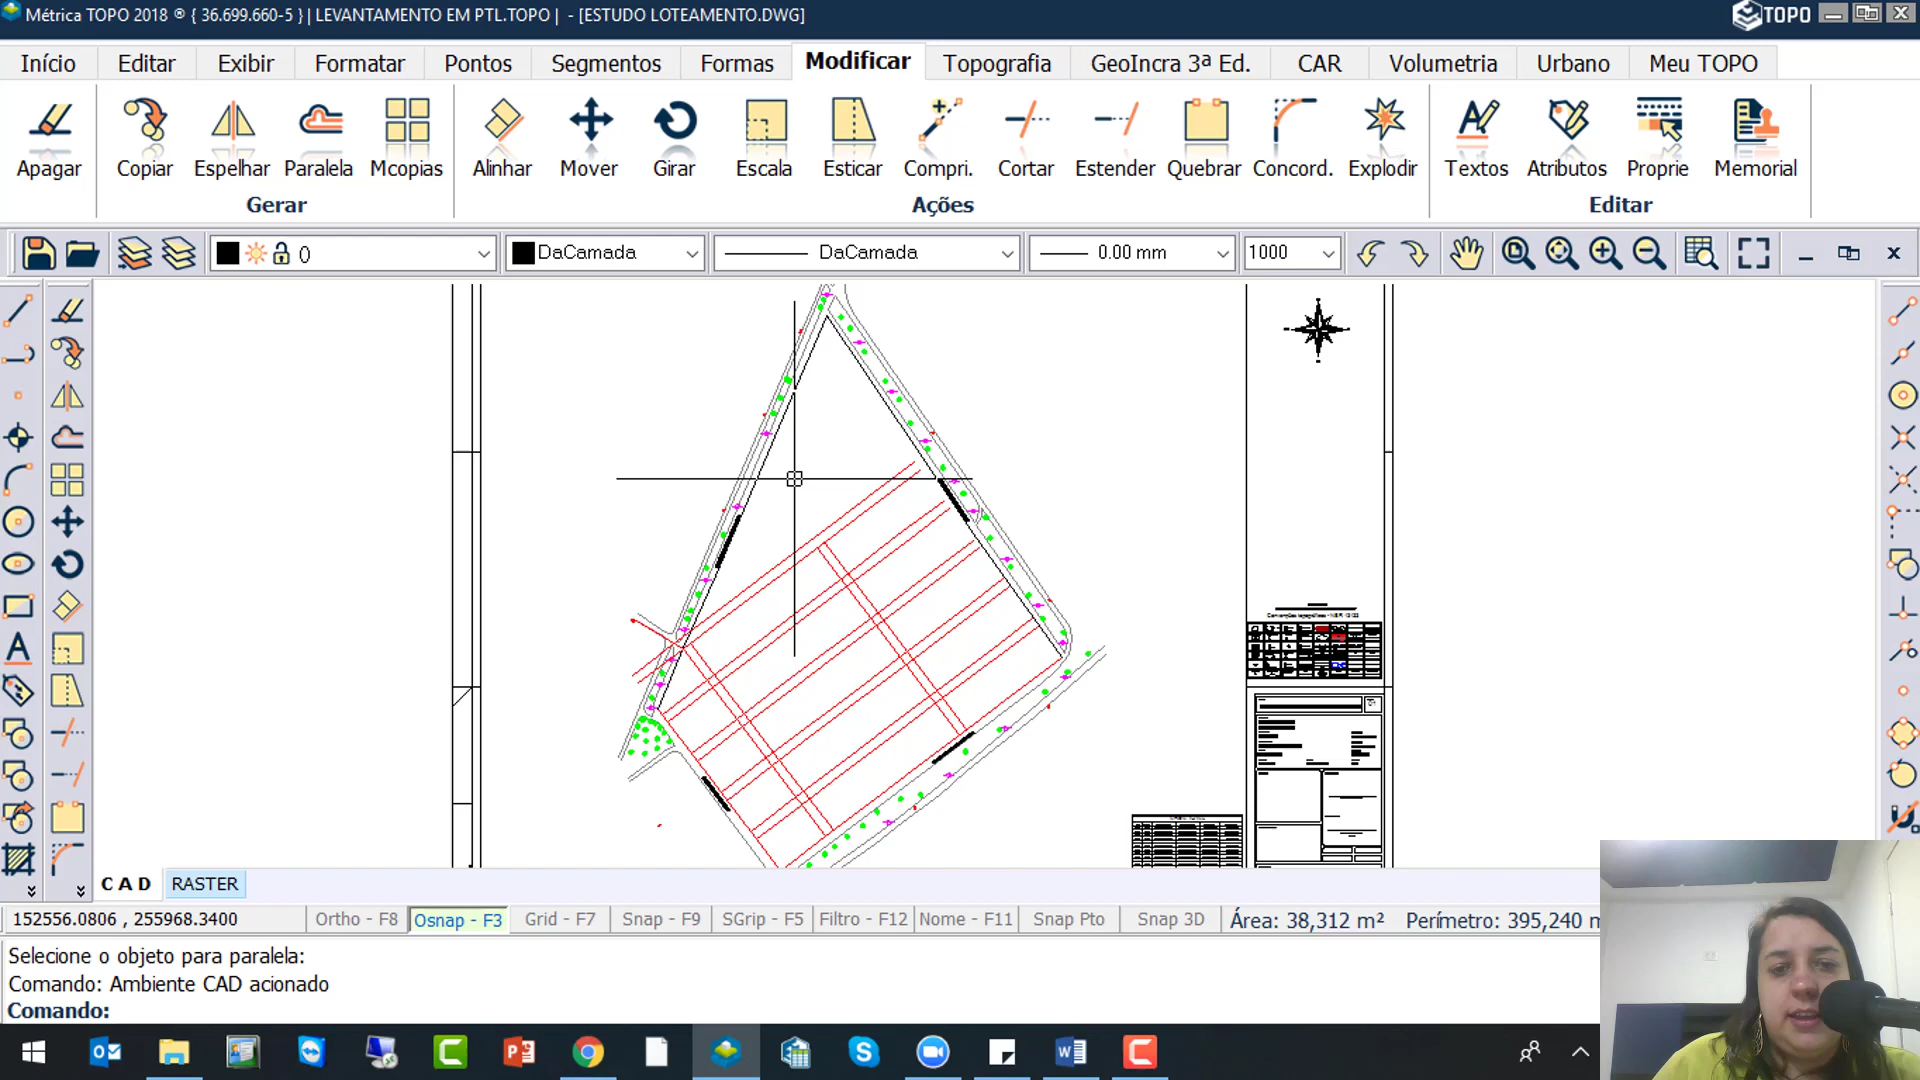 Métrica TOPO 2018 ® { 36.699.660-5 } | LEVANTAMENTO EM PTL.TOPO | - [ESTUDO LOTEAMENTO.DWG]
TOPO
Início Editar Exibir Formatar Pontos Segmentos Formas Modificar Topografia GeoIncra 3ª Ed. CAR Volumetria Urbano Meu TOPO
Apagar Copiar Espelhar Paralela Mcopias Alinhar Mover Girar Escala Esticar Compri. Cortar Estender Quebrar Concord. Explodir Textos Atributos Proprie Memorial
Gerar Ações Editar
0 DaCamada DaCamada 0.00 mm 1000
C A D RASTER
152556.0806 , 255968.3400 Ortho - F8 Osnap - F3 Grid - F7 Snap - F9 SGrip - F5 Filtro - F12 Nome - F11 Snap Pto Snap 3D Área: 38,312 m² Perímetro: 395,240 m
Selecione o objeto para paralela:
Comando: Ambiente CAD acionado
Comando: